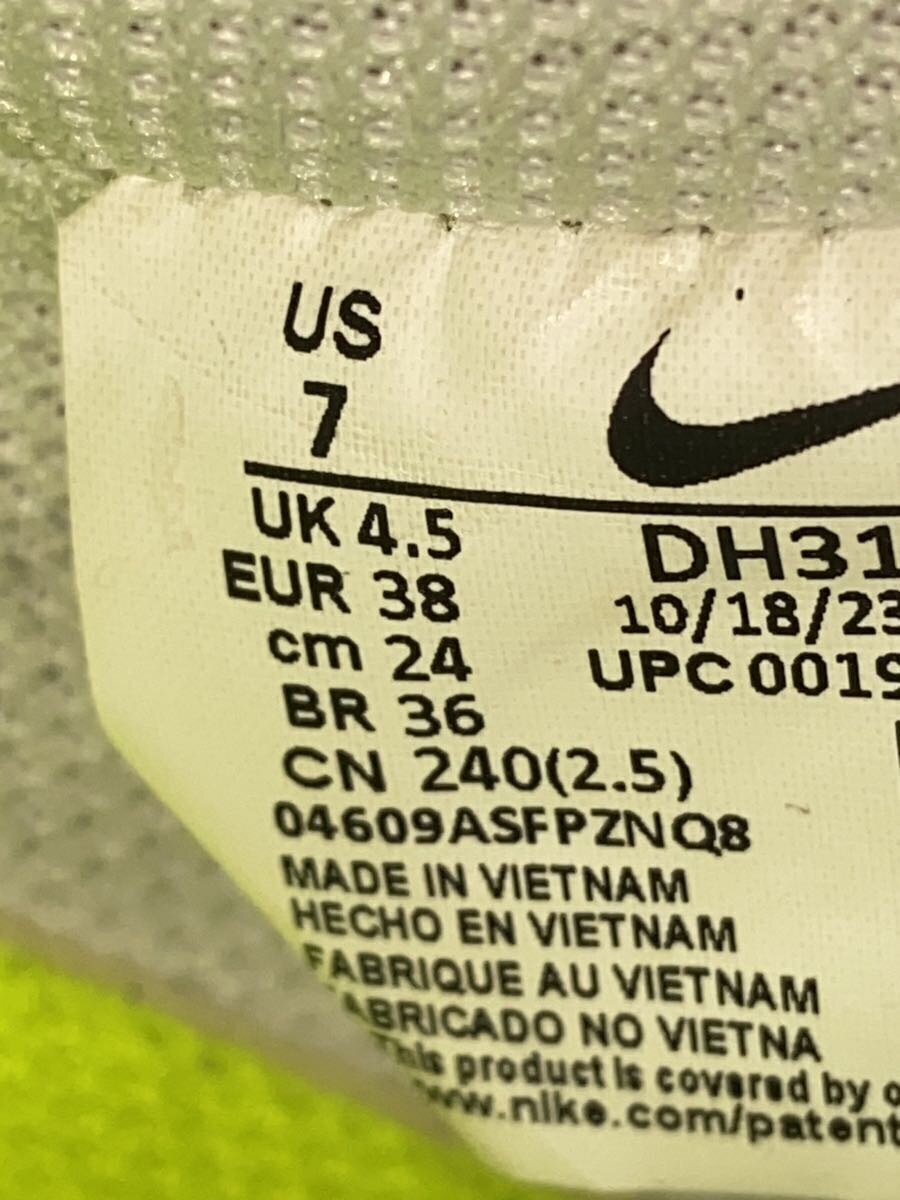 US
7
UK 4.5
EUR 38
cm 24
BR 36
CN 240(2.5)
DH31
10/18/23
UPC 0019
04609ASFPZNQ8
MADE IN VIETNAM
HECHO EN VIETNAM
FABRIQUE AU VIETNAM
FABRICADO NO VIETNA
This product is covered by o
www.nike.com/patent